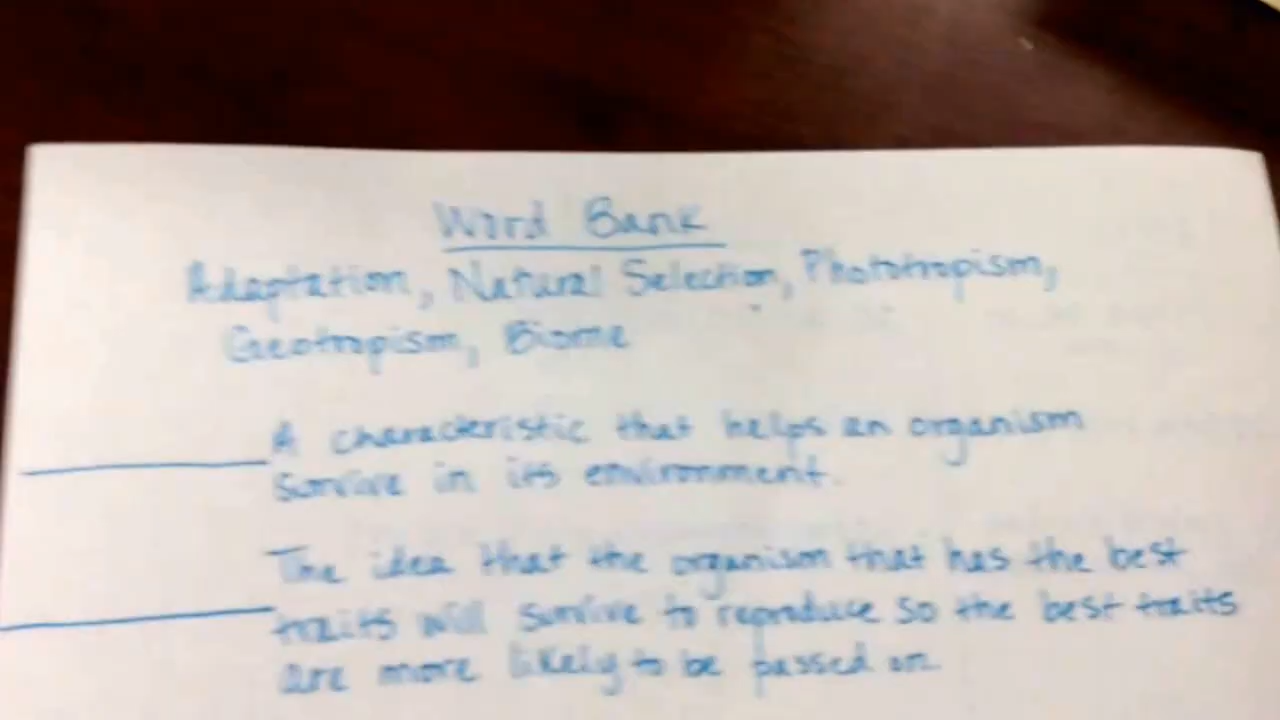 Word Bank
Adaptation, Natural Selection, Phototropism,
Geotropism, Biome
A characteristic that helps an organism
survive in its environment.
The idea that the organism that has the best
traits will survive to reproduce so the best traits
are more likely to be passed on.